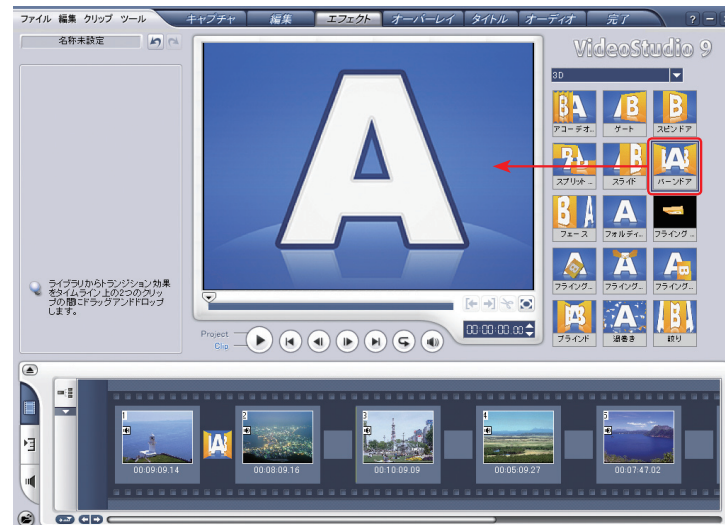 ファイル 編集 クリップ ツール
キャプチャ
編集
エフェクト
オーバーレイ
タイトル
オーディオ
完了
? -
名称未設定
VideoStudio 9
3D
A
アコーデオ...
ゲート
スピンドア
スプリット...
スライド
バーンドア
フェース
フォルディ...
フライング...
フライング...
フライング...
フライング...
ブラインド
渦巻き
絞り
ライブラリからトランジション効果
をタイムライン上の2つのクリッ
プの間にドラッグアンドドロップ
します。
Project
Clip
00:00:00.00
1
2
3
4
5
00:09:09.14
00:08:09.16
00:10:09.09
00:05:09.27
00:07:47.02